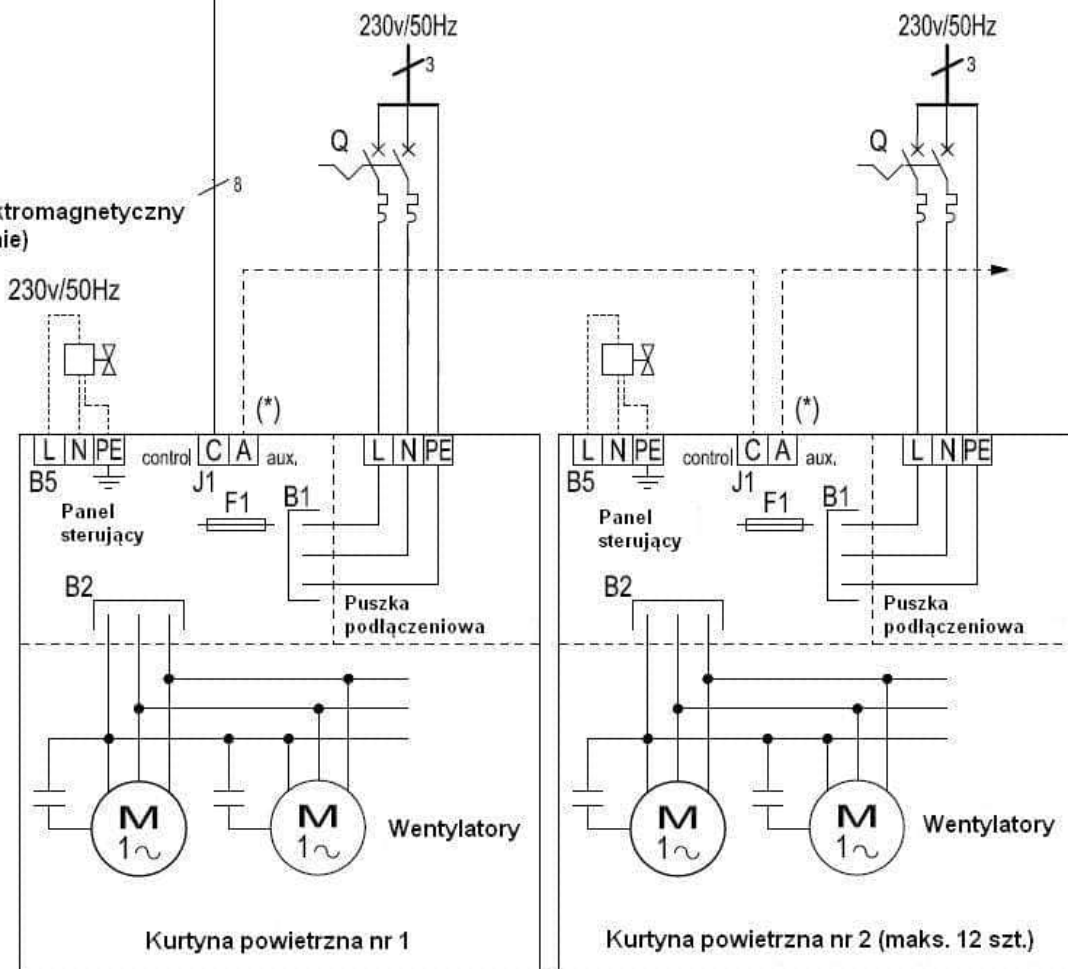 230v/50Hz
230v/50Hz
3
3
Q
Q
8
ktromagnetyczny
nie)
230v/50Hz
(*)
(*)
L N PE
control C A aux.
L N PE
L N PE
control C A aux.
L N PE
B5
J1
B5
J1
F1
B1
F1
B1
Panel
sterujący
Panel
sterujący
B2
Puszka
podłączeniowa
B2
Puszka
podłączeniowa
M
1~
M
1~
Wentylatory
M
1~
M
1~
Wentylatory
Kurtyna powietrzna nr 1
Kurtyna powietrzna nr 2 (maks. 12 szt.)